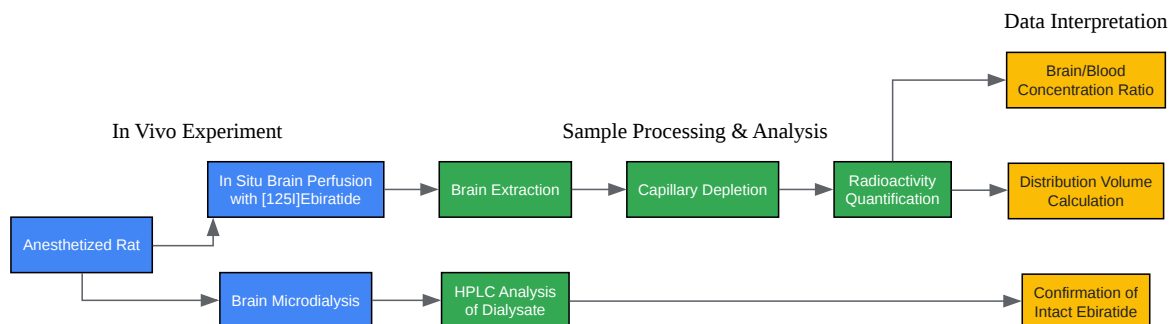 Data Interpretation
Brain/Blood
Concentration Ratio
In Vivo Experiment
Sample Processing & Analysis
In Situ Brain Perfusion
with [125I]Ebiratide
Brain Extraction
Capillary Depletion
Radioactivity
Quantification
Distribution Volume
Calculation
Anesthetized Rat
Brain Microdialysis
HPLC Analysis
of Dialysate
Confirmation of
Intact Ebiratide